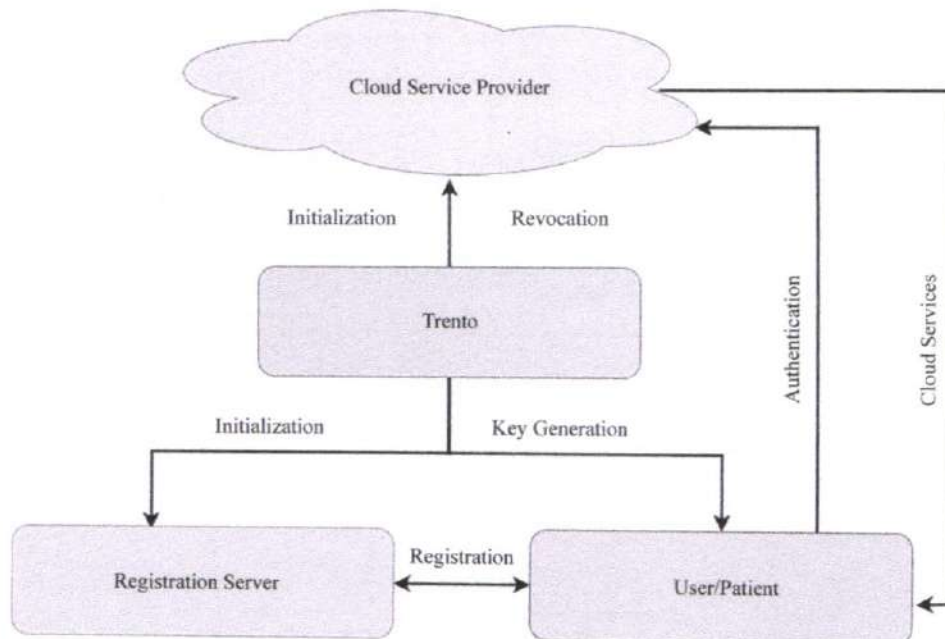 Cloud Service Provider
Initialization
Revocation
Trento
Authentication
Cloud Services
Initialization
Key Generation
Registration Server
Registration
User/Patient